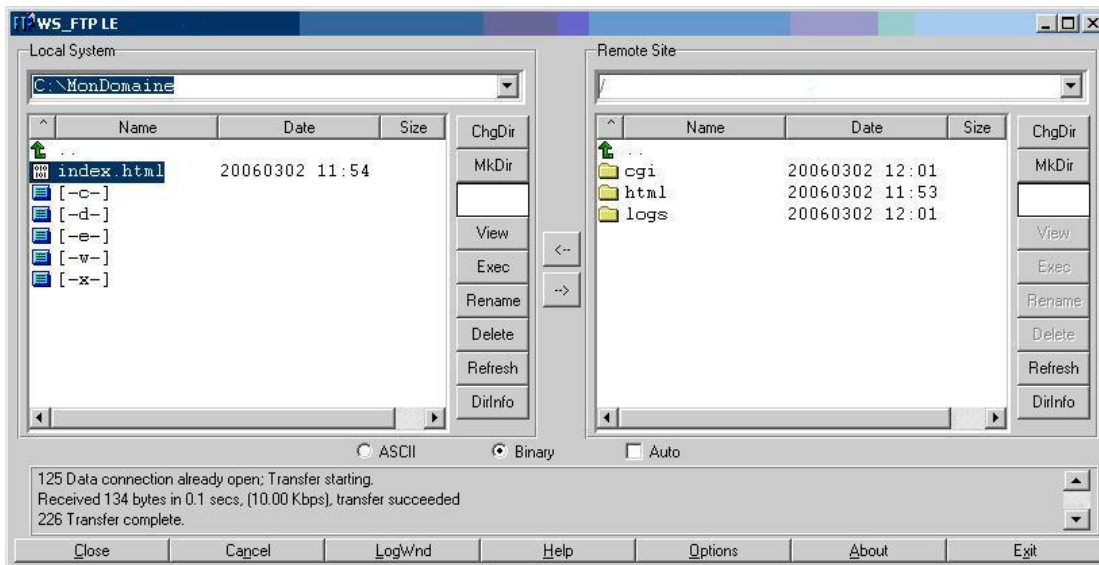 WS_FTP LE
Local System
C:\MonDomaine
^ Name Date Size
..
index.html 20060302 11:54
[-c-]
[-d-]
[-e-]
[-w-]
[-x-]
ChgDir
MkDir
View
Exec
Rename
Delete
Refresh
DirInfo
<--
-->
Remote Site
/
^ Name Date Size
..
cgi 20060302 12:01
html 20060302 11:53
logs 20060302 12:01
ChgDir
MkDir
View
Exec
Rename
Delete
Refresh
DirInfo
ASCII Binary Auto
125 Data connection already open; Transfer starting.
Received 134 bytes in 0.1 secs, (10.00 Kbps), transfer succeeded
226 Transfer complete.
Close Cancel LogWnd Help Options About Exit